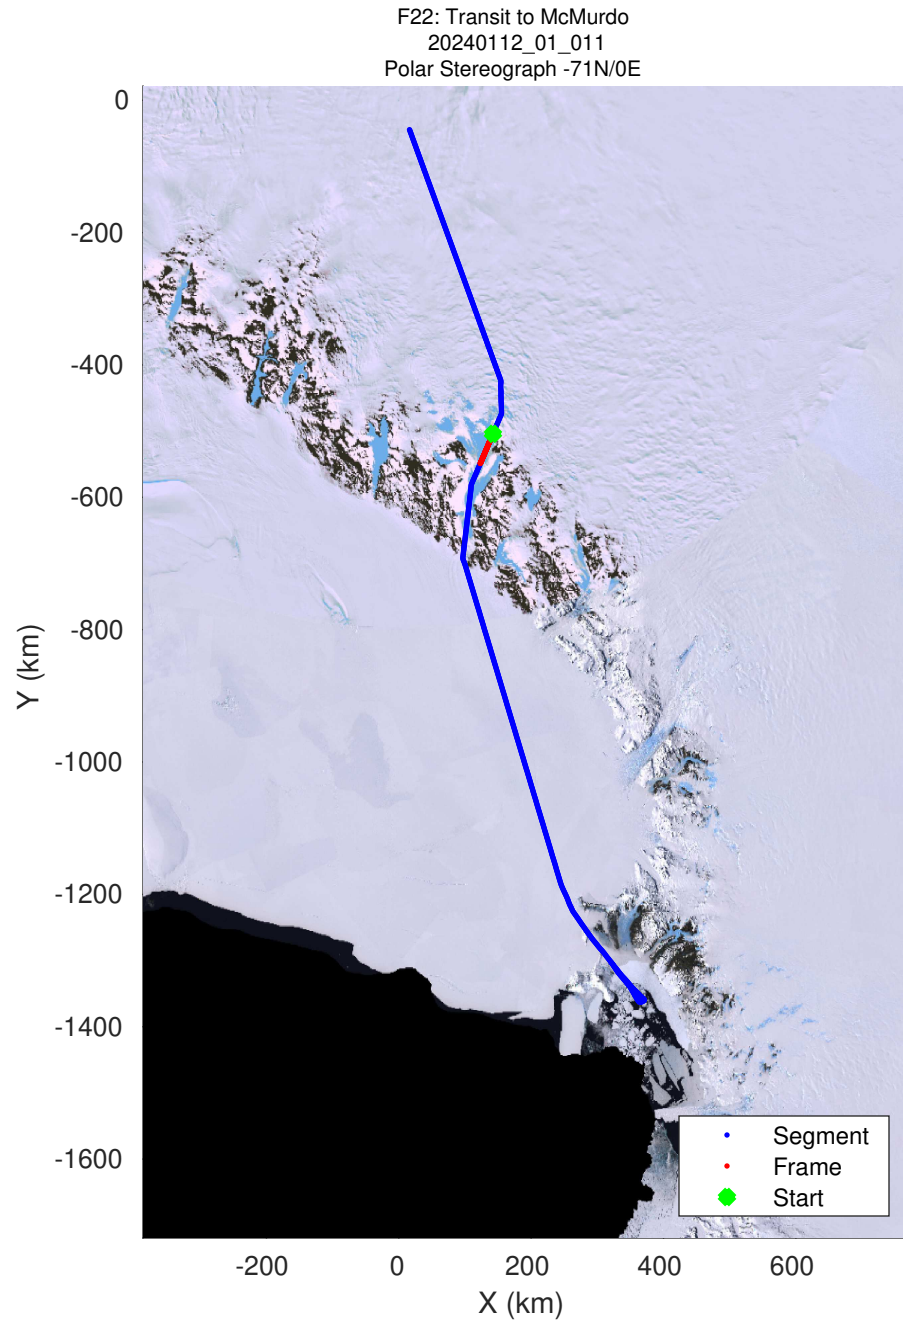 F22: Transit to McMurdo
20240112_01_011
Polar Stereograph -71N/0E
0
-200
-400
-600
-800
-1000
-1200
-1400
-1600
Y (km)
-200 0 200 400 600
X (km)
Segment
Frame
Start